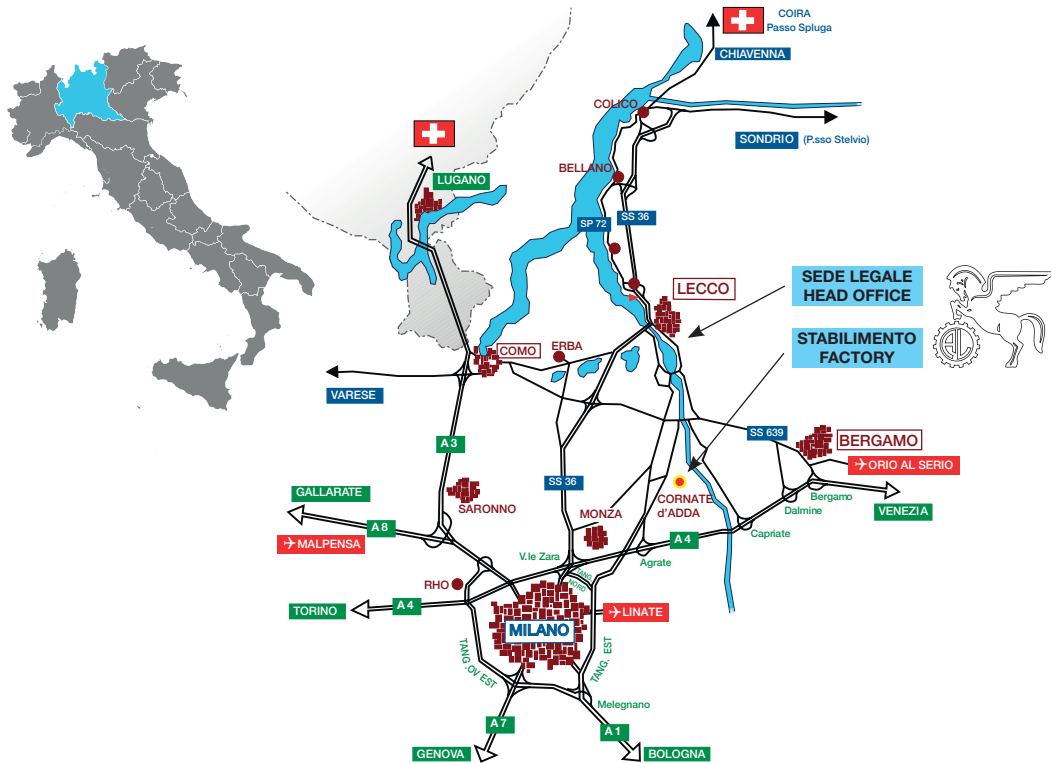 COIRA
Passo Spluga
CHIAVENNA
COLICO
SONDRIO (P.sso Stelvio)
BELLANO
LUGANO
SP 72
SS 36
SEDE LEGALE
HEAD OFFICE
LECCO
STABILIMENTO
FACTORY
COMO
ERBA
VARESE
A 3
SS 639
BERGAMO
ORIO AL SERIO
SS 36
GALLARATE
SARONNO
CORNATE
d'ADDA
Bergamo
VENEZIA
Dalmine
MONZA
A 8
MALPENSA
V.le Zara
A 4
Capriate
Agrate
TANG.
NORD
RHO
TORINO
A 4
LINATE
MILANO
TANG .OV EST
TANG. EST
Melegnano
A 7
A 1
GENOVA
BOLOGNA